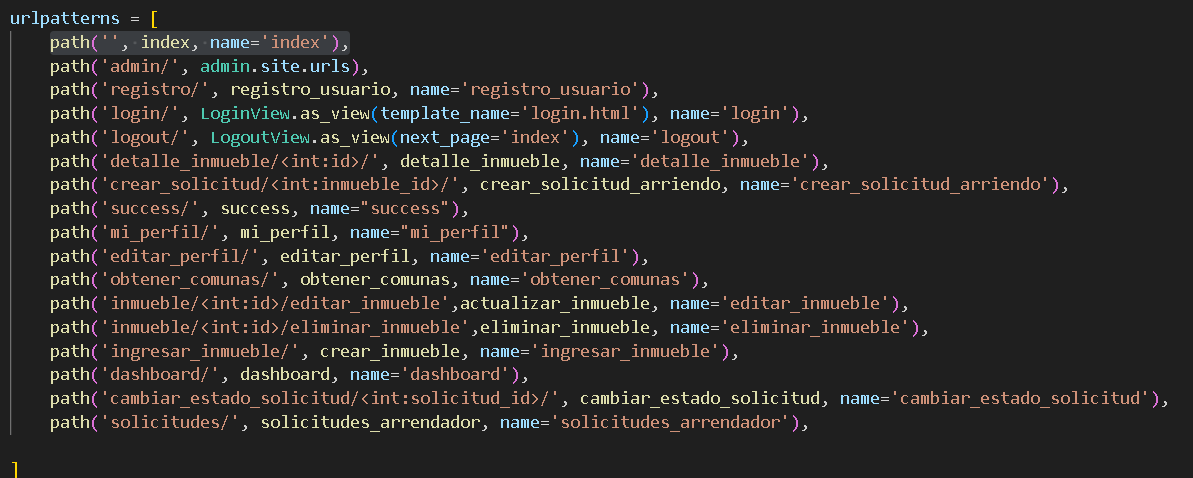 urlpatterns = [
    path('', index, name='index'),
    path('admin/', admin.site.urls),
    path('registro/', registro_usuario, name='registro_usuario'),
    path('login/', LoginView.as_view(template_name='login.html'), name='login'),
    path('logout/', LogoutView.as_view(next_page='index'), name='logout'),
    path('detalle_inmueble/<int:id>/', detalle_inmueble, name='detalle_inmueble'),
    path('crear_solicitud/<int:inmueble_id>/', crear_solicitud_arriendo, name='crear_solicitud_arriendo'),
    path('success/', success, name="success"),
    path('mi_perfil/', mi_perfil, name="mi_perfil"),
    path('editar_perfil/', editar_perfil, name='editar_perfil'),
    path('obtener_comunas/', obtener_comunas, name='obtener_comunas'),
    path('inmueble/<int:id>/editar_inmueble',actualizar_inmueble, name='editar_inmueble'),
    path('inmueble/<int:id>/eliminar_inmueble',eliminar_inmueble, name='eliminar_inmueble'),
    path('ingresar_inmueble/', crear_inmueble, name='ingresar_inmueble'),
    path('dashboard/', dashboard, name='dashboard'),
    path('cambiar_estado_solicitud/<int:solicitud_id>/', cambiar_estado_solicitud, name='cambiar_estado_solicitud'),
    path('solicitudes/', solicitudes_arrendador, name='solicitudes_arrendador'),
]